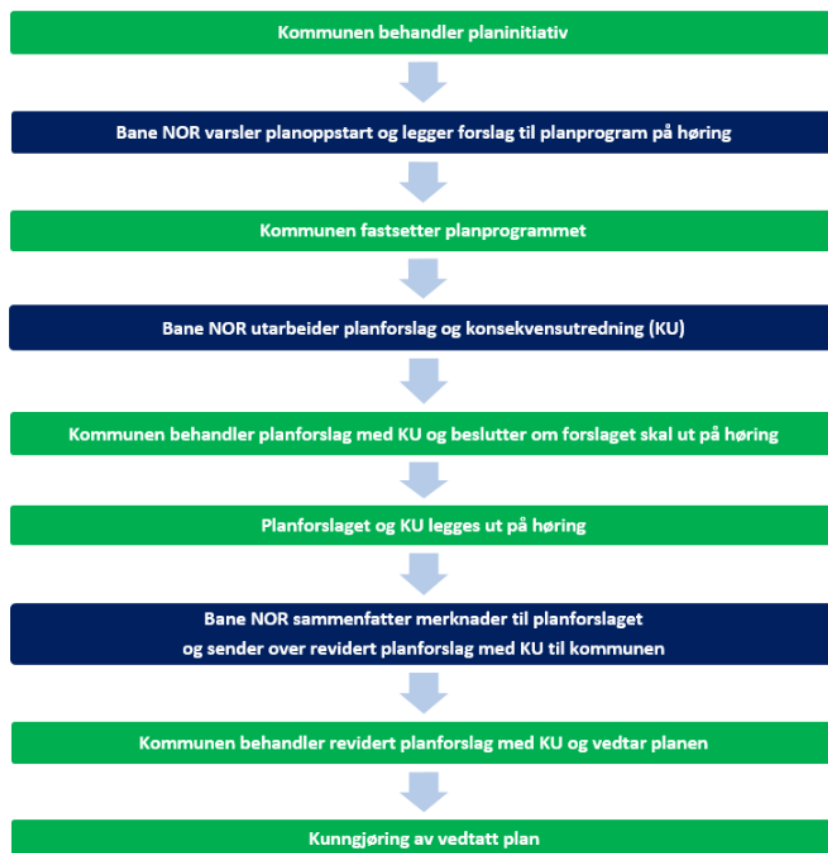 Kommunen behandler planinitiativ
Bane NOR varsler planoppstart og legger forslag til planprogram på høring
Kommunen fastsetter planprogrammet
Bane NOR utarbeider planforslag og konsekvensutredning (KU)
Kommunen behandler planforslag med KU og beslutter om forslaget skal ut på høring
Planforslaget og KU legges ut på høring
Bane NOR sammenfatter merknader til planforslaget
og sender over revidert planforslag med KU til kommunen
Kommunen behandler revidert planforslag med KU og vedtar planen
Kunngjøring av vedtatt plan